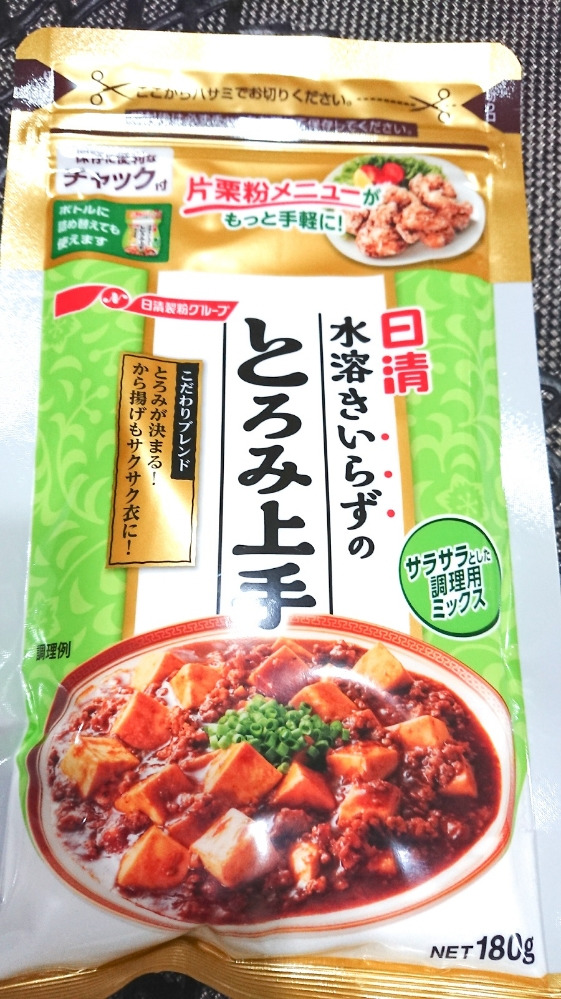 ここからハサミでお切りください。
保存に便利な
チャック付
ボトルに
詰め替えても
使えます
片栗粉メニューが
もっと手軽に!
日清製粉グループ
日清
水溶きいらずの
とろみ上手
こだわりブレンド
とろみが決まる!
から揚げもサクサク衣に!
サラサラとした
調理用
ミックス
調理例
NET180g